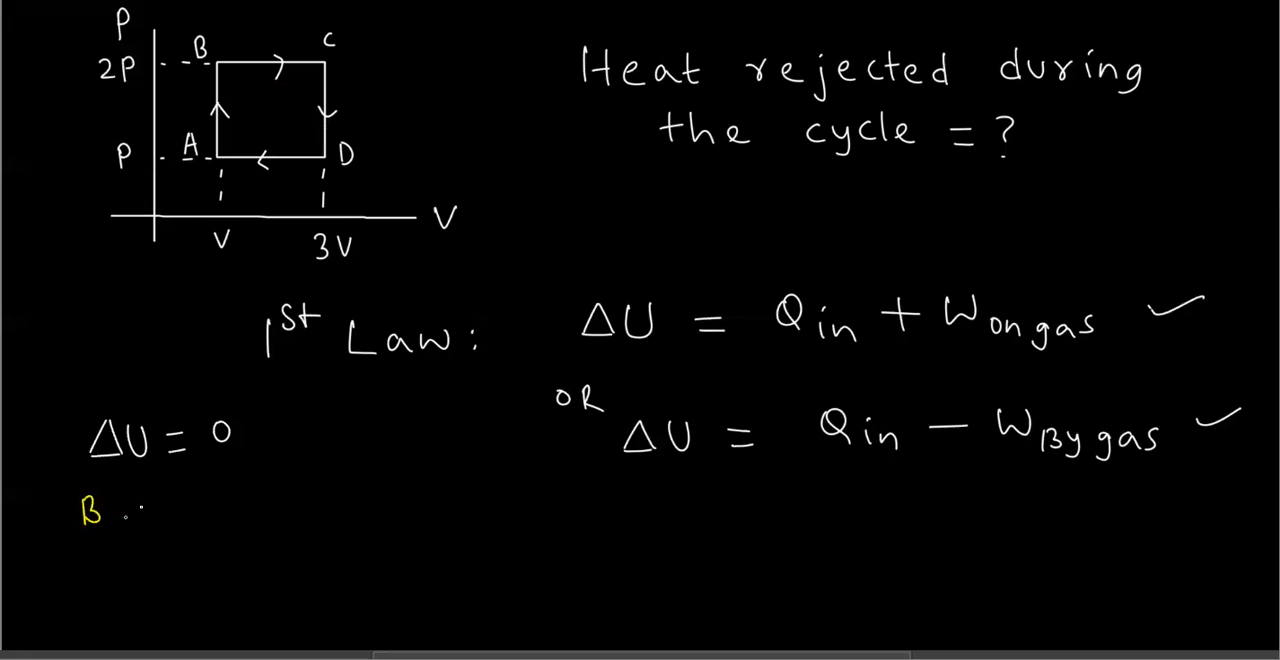 P
2P
B
C
P
A
D
V
V
3V
Heat rejected during
the cycle = ?
1st Law:
ΔU = Qin + Won gas ✓
OR
ΔU = Qin − WBy gas ✓
ΔU = 0
B